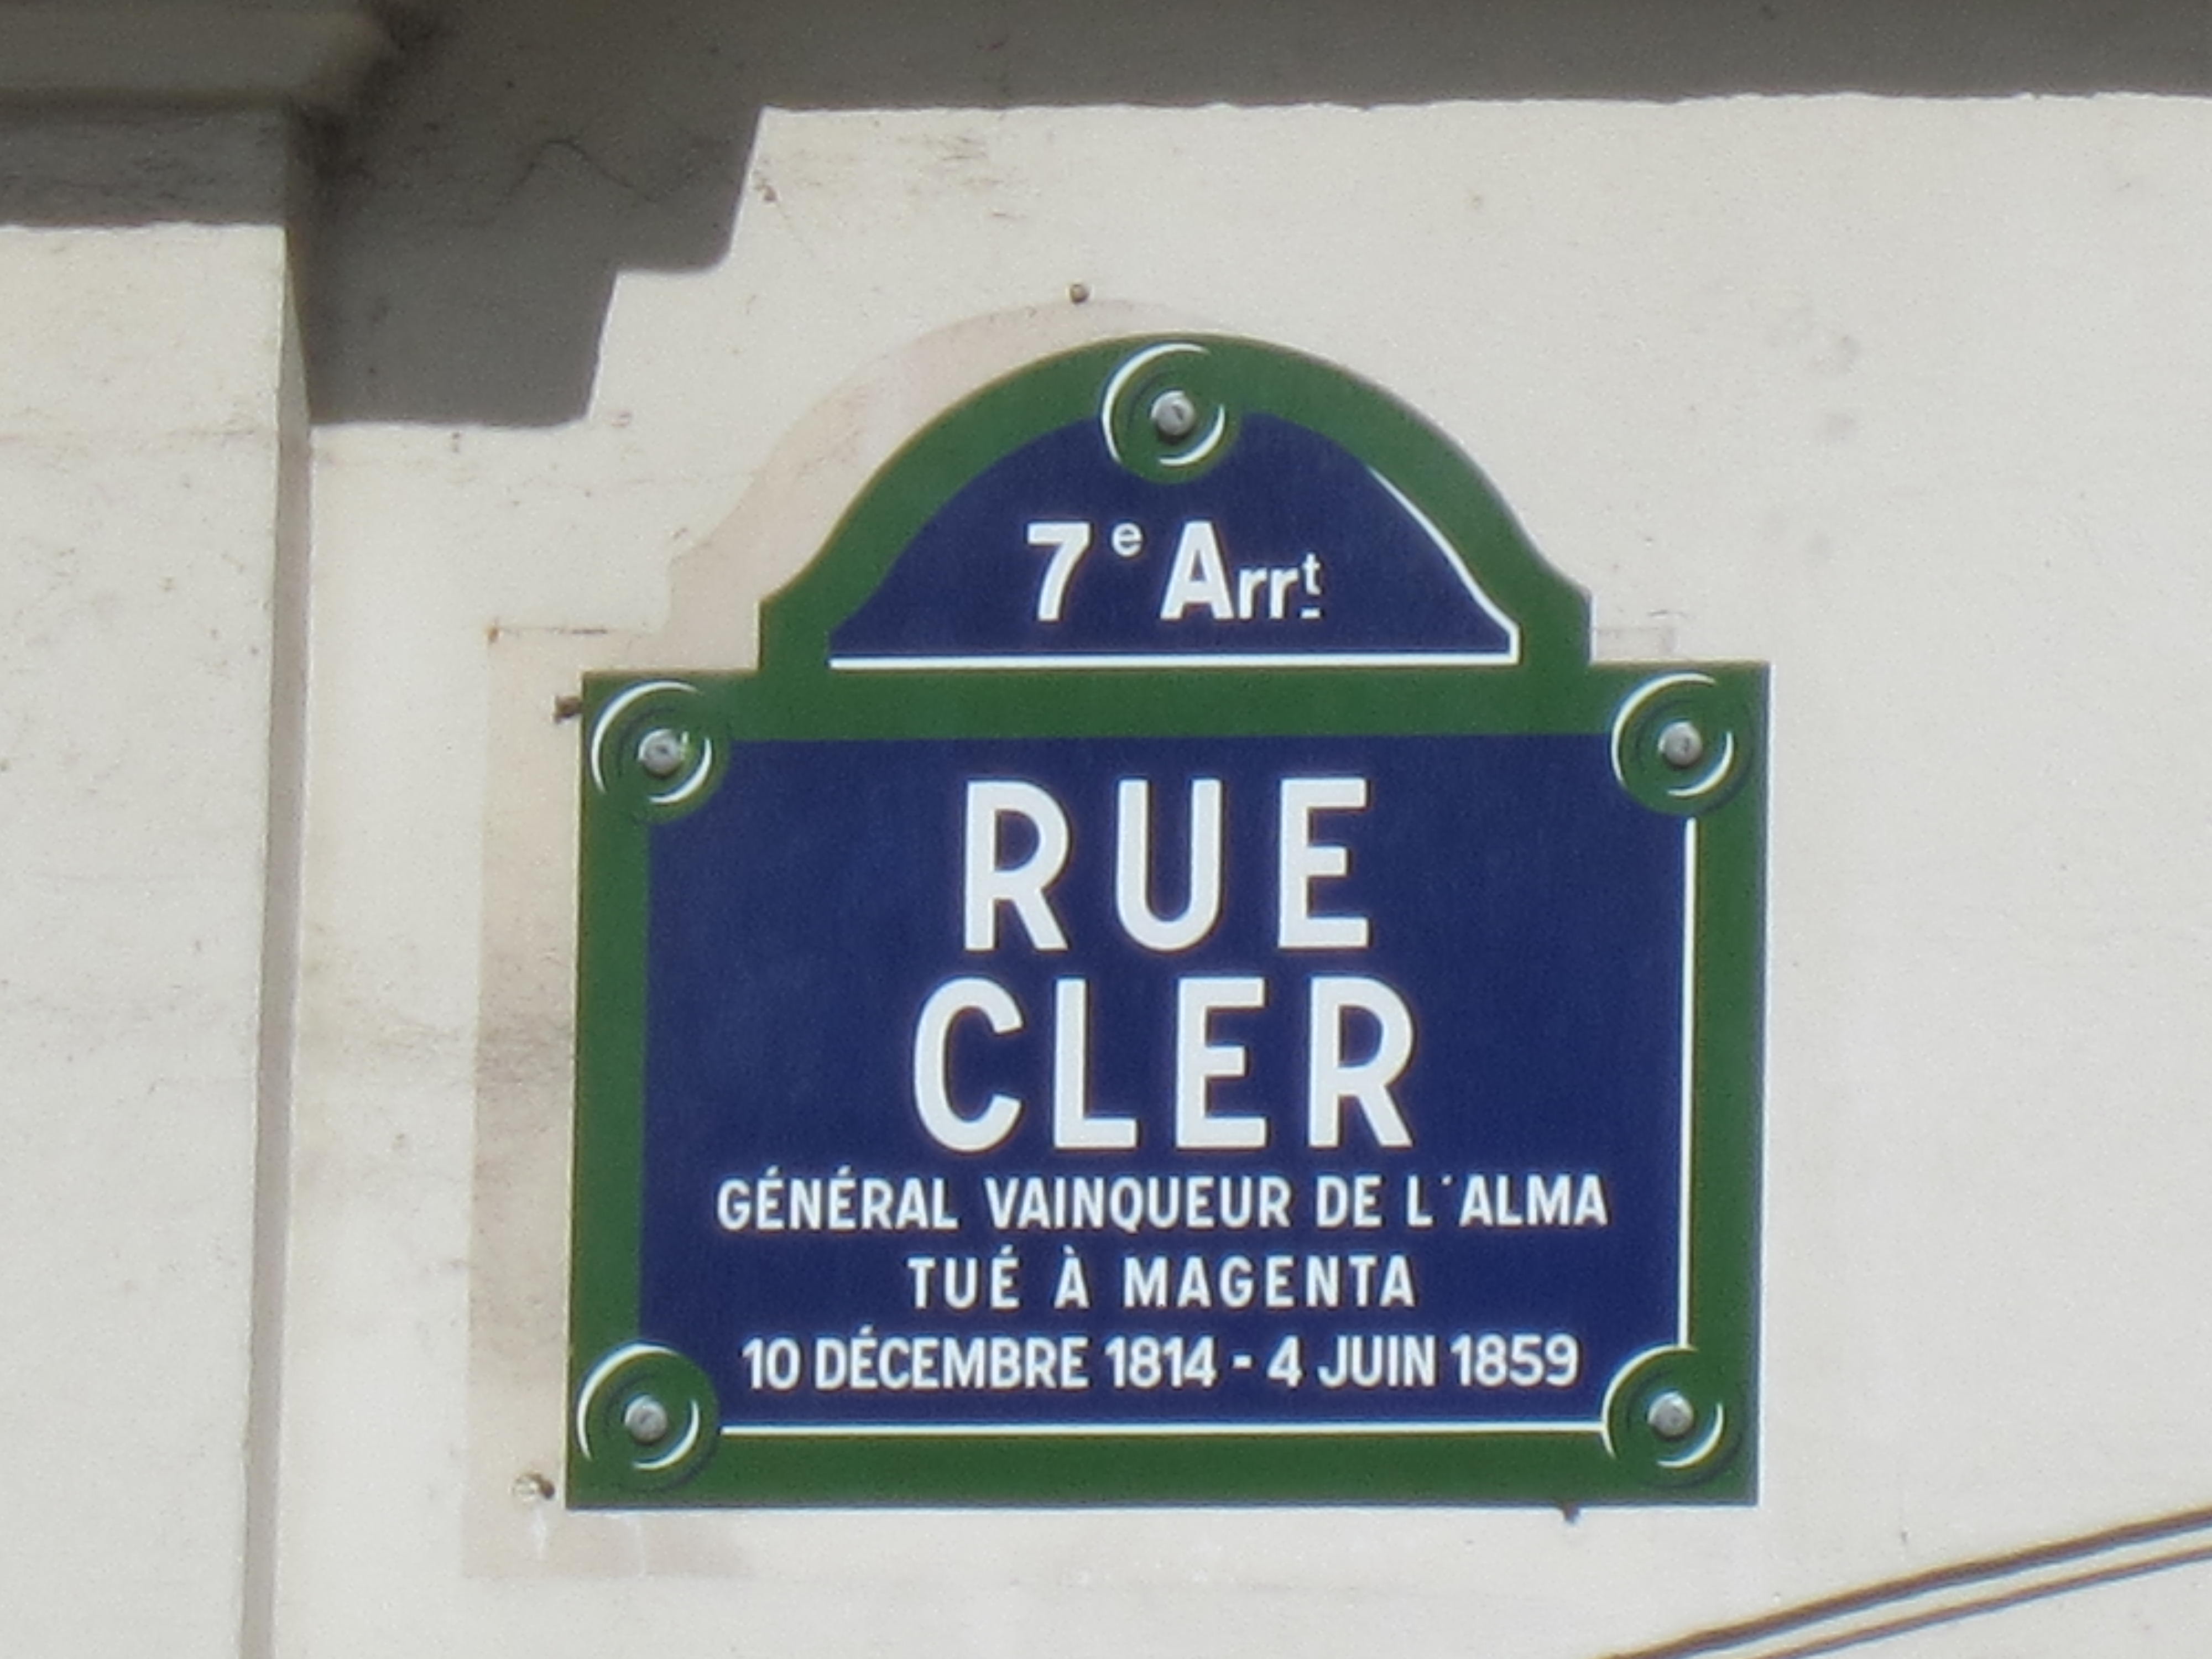 7e Arrt
RUE
CLER
GÉNÉRAL VAINQUEUR DE L'ALMA
TUÉ À MAGENTA
10 DÉCEMBRE 1814 - 4 JUIN 1859